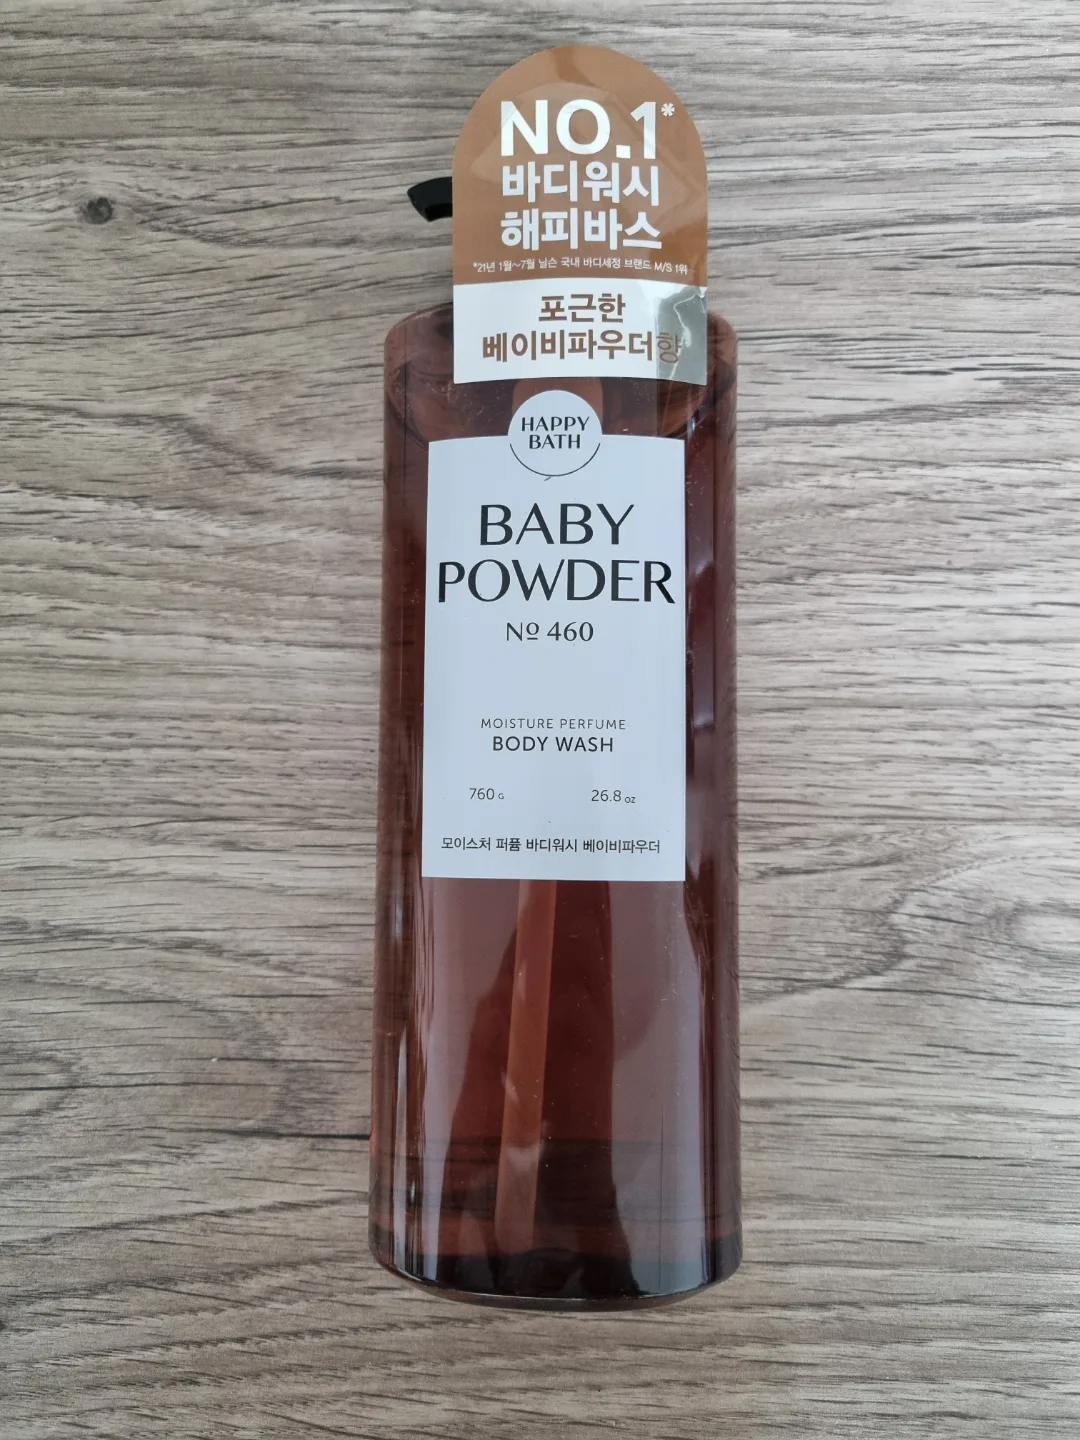 NO.1*
바디워시
해피바스
*21년 1월~7월 닐슨 국내 바디세정 브랜드 M/S 1위
포근한
베이비파우더향
HAPPY
BATH
BABY
POWDER
Nº 460
MOISTURE PERFUME
BODY WASH
760 G 26.8 oz
모이스처 퍼퓸 바디워시 베이비파우더